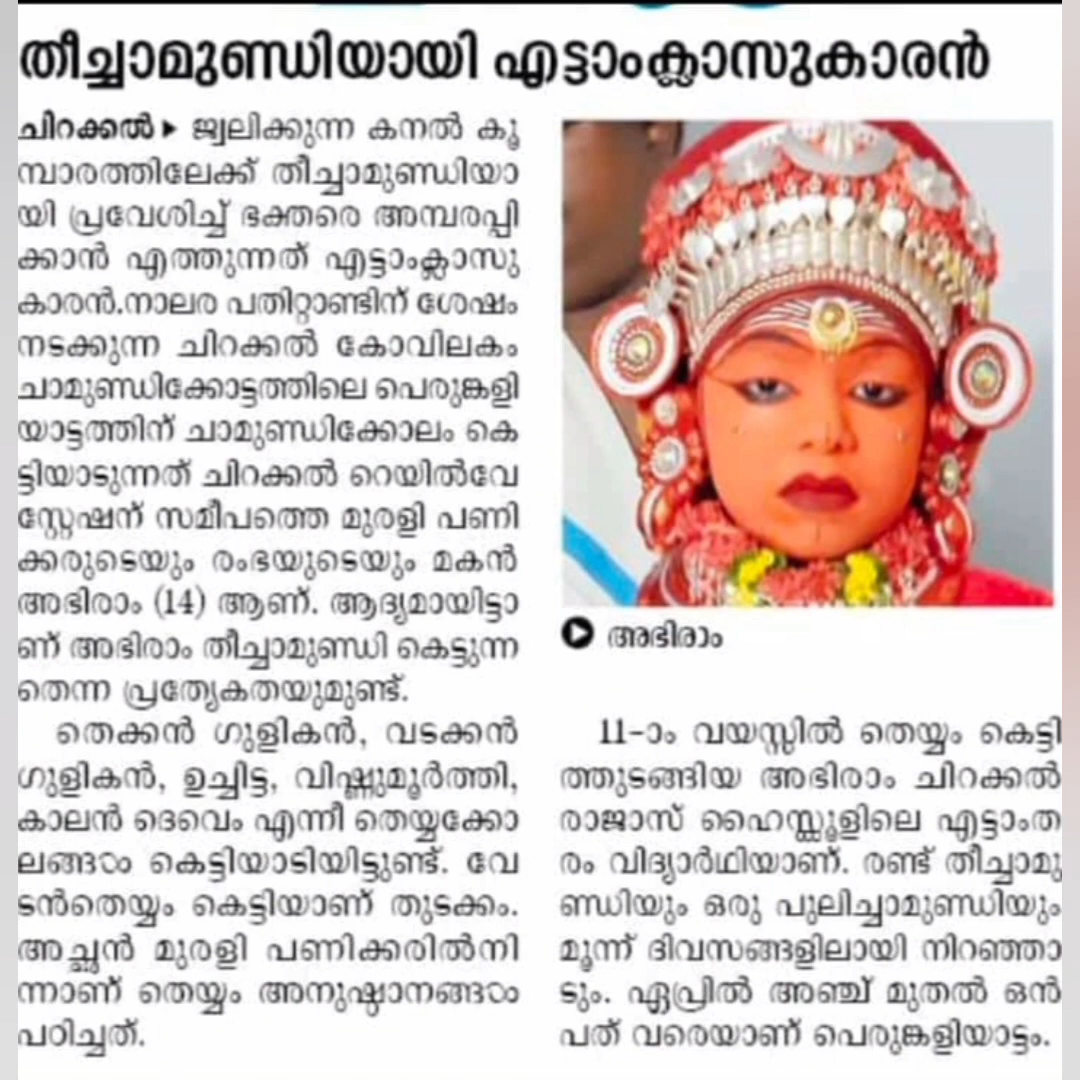 തീച്ചാമുണ്ഡിയായി എട്ടാംക്ലാസുകാരൻ
ചിറക്കൽ ▸ ജ്വലിക്കുന്ന കനൽ കൂ
മ്പാരത്തിലേക്ക് തീച്ചാമുണ്ഡിയാ
യി പ്രവേശിച്ച് ഭക്തരെ അമ്പരപ്പി
ക്കാൻ എത്തുന്നത് എട്ടാംക്ലാസു
കാരൻ.നാലര പതിറ്റാണ്ടിന് ശേഷം
നടക്കുന്ന ചിറക്കൽ കോവിലകം
ചാമുണ്ഡിക്കോട്ടത്തിലെ പെരുങ്കളി
യാട്ടത്തിന് ചാമുണ്ഡിക്കോലം കെ
ട്ടിയാടുന്നത് ചിറക്കൽ റെയിൽവേ
സ്റ്റേഷന് സമീപത്തെ മുരളി പണി
ക്കരുടെയും രംഭയുടെയും മകൻ
അഭിരാം (14) ആണ്. ആദ്യമായിട്ടാ
ണ് അഭിരാം തീച്ചാമുണ്ഡി കെട്ടുന്ന
തെന്ന പ്രത്യേകതയുമുണ്ട്.
തെക്കൻ ഗുളികൻ, വടക്കൻ
ഗുളികൻ, ഉച്ചിട്ട, വിഷ്ണുമൂർത്തി,
കാലൻ ദൈവം എന്നീ തെയ്യക്കോ
ലങ്ങൾ കെട്ടിയാടിയിട്ടുണ്ട്. വേ
ടൻതെയ്യം കെട്ടിയാണ് തുടക്കം.
അച്ഛൻ മുരളി പണിക്കരിൽനി
ന്നാണ് തെയ്യം അനുഷ്ഠാനങ്ങൾ
പഠിച്ചത്.
അഭിരാം
11-ാം വയസ്സിൽ തെയ്യം കെട്ടി
ത്തുടങ്ങിയ അഭിരാം ചിറക്കൽ
രാജാസ് ഹൈസ്കൂളിലെ എട്ടാംത
രം വിദ്യാർഥിയാണ്. രണ്ട് തീച്ചാമു
ണ്ഡിയും ഒരു പുലിച്ചാമുണ്ഡിയും
മൂന്ന് ദിവസങ്ങളിലായി നിറഞ്ഞാ
ടും. ഏപ്രിൽ അഞ്ച് മുതൽ ഒൻ
പത് വരെയാണ് പെരുങ്കളിയാട്ടം.